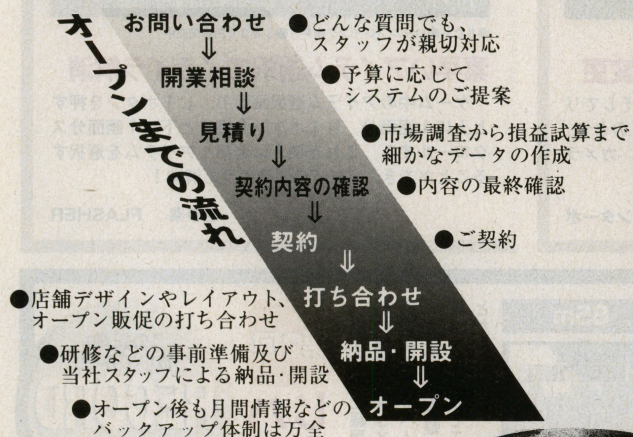 オープンまでの流れ
お問い合わせ
⇓
●どんな質問でも、
スタッフが親切対応
開業相談
⇓
●予算に応じて
システムのご提案
見積り
⇓
●市場調査から損益試算まで
細かなデータの作成
契約内容の確認
⇓
●内容の最終確認
契約
⇓
●ご契約
打ち合わせ
⇓
●店舗デザインやレイアウト、
オープン販促の打ち合わせ
納品・開設
⇓
●研修などの事前準備及び
当社スタッフによる納品・開設
オープン
●オープン後も月間情報などの
バックアップ体制は万全
FLASHER